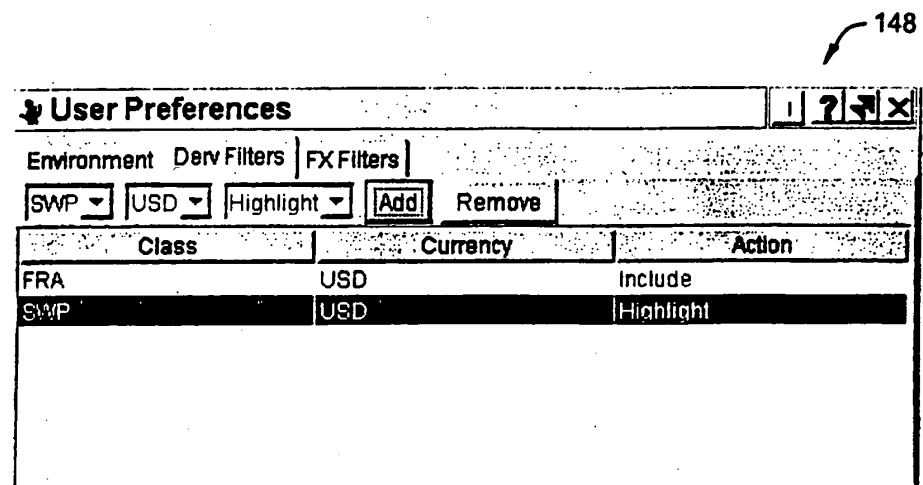 148
User Preferences ?
Environment Derv Filters FX Filters
SWP USD Highlight Add Remove
Class Currency Action
FRA USD Include
SWP USD Highlight